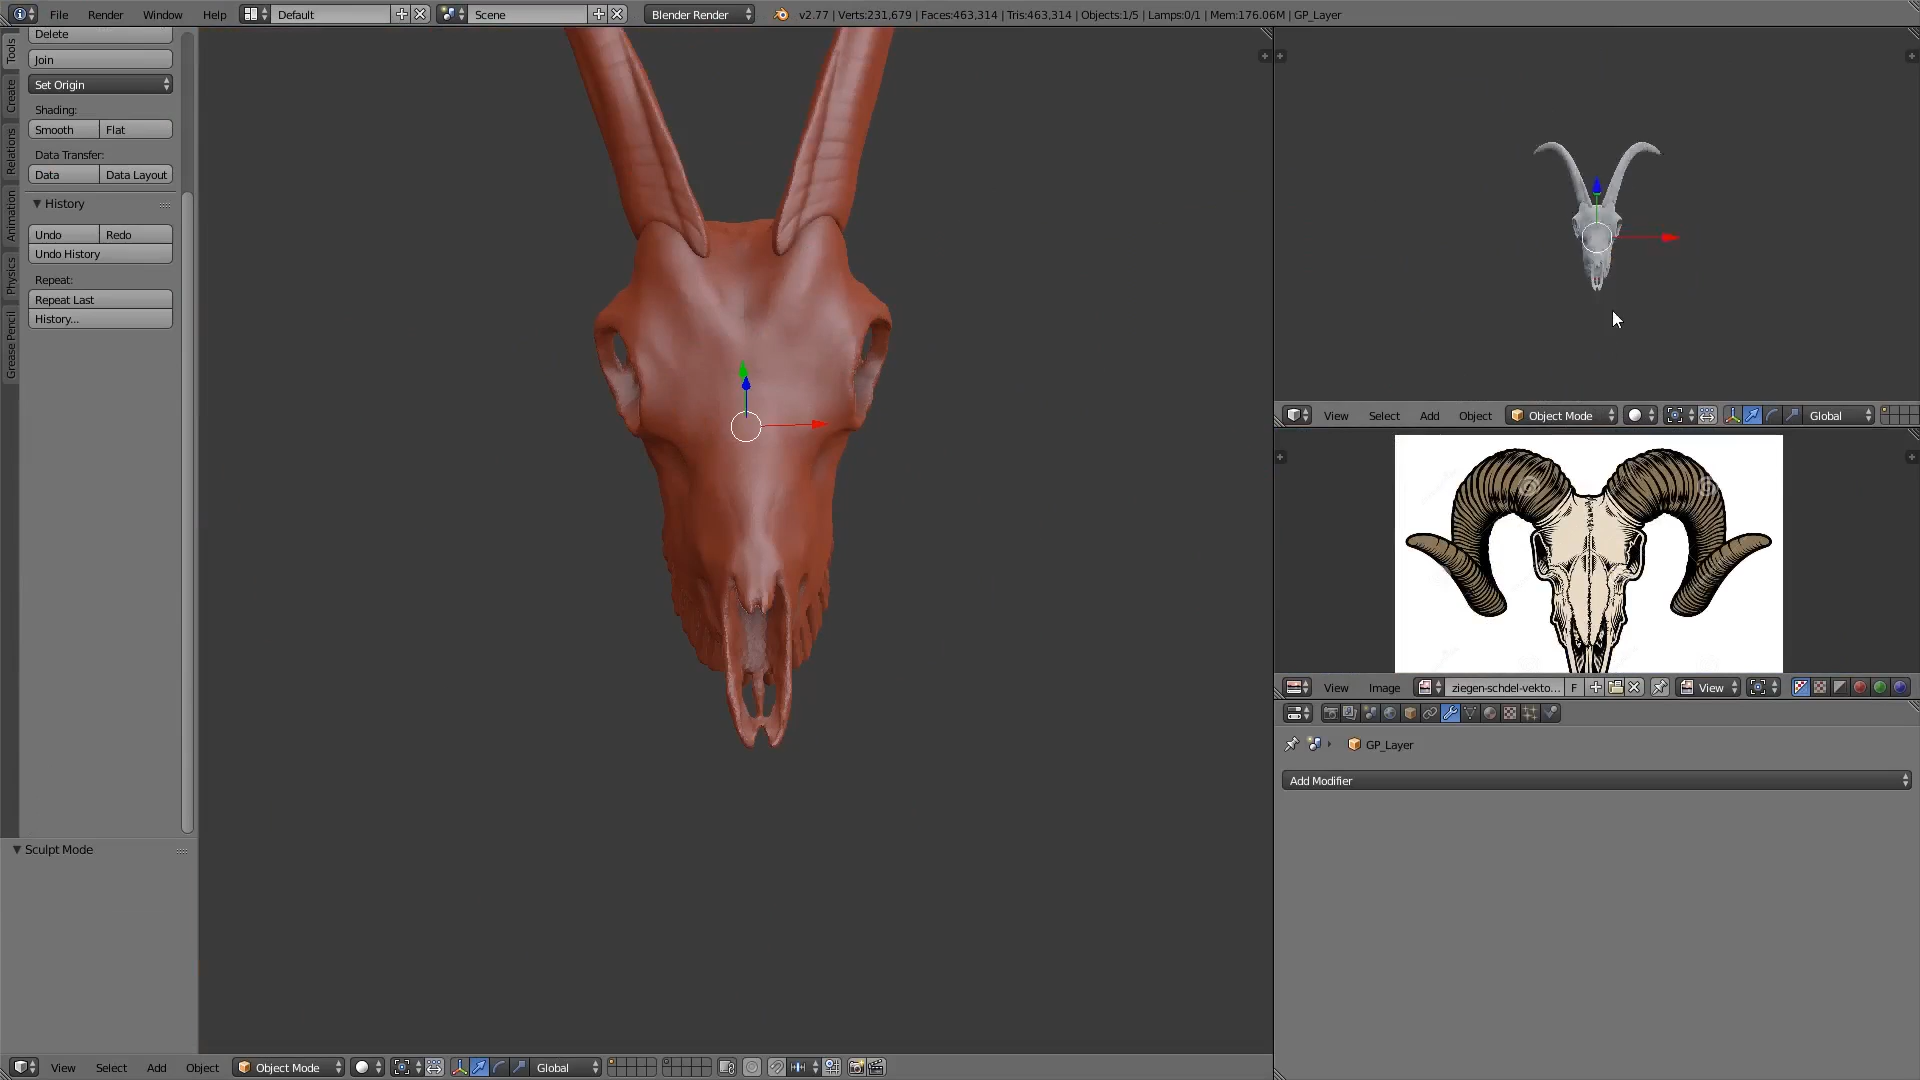 File Render Window Help Default Scene Blender Render v2.77 | Verts:231,679 | Faces:463,314 | Tris:463,314 | Objects:1/5 | Lamps:0/1 | Mem:176.06M | GP_Layer
Tools
Create
Relations
Animation
Physics
Grease Pencil
Delete
Join
Set Origin
Shading:
Smooth Flat
Data Transfer:
Data Data Layout
History
Undo Redo
Undo History
Repeat:
Repeat Last
History...
Sculpt Mode
View Select Add Object Object Mode Global
View Select Add Object Object Mode Global
View Image ziegen-schdel-vekto... F View
GP_Layer
Add Modifier